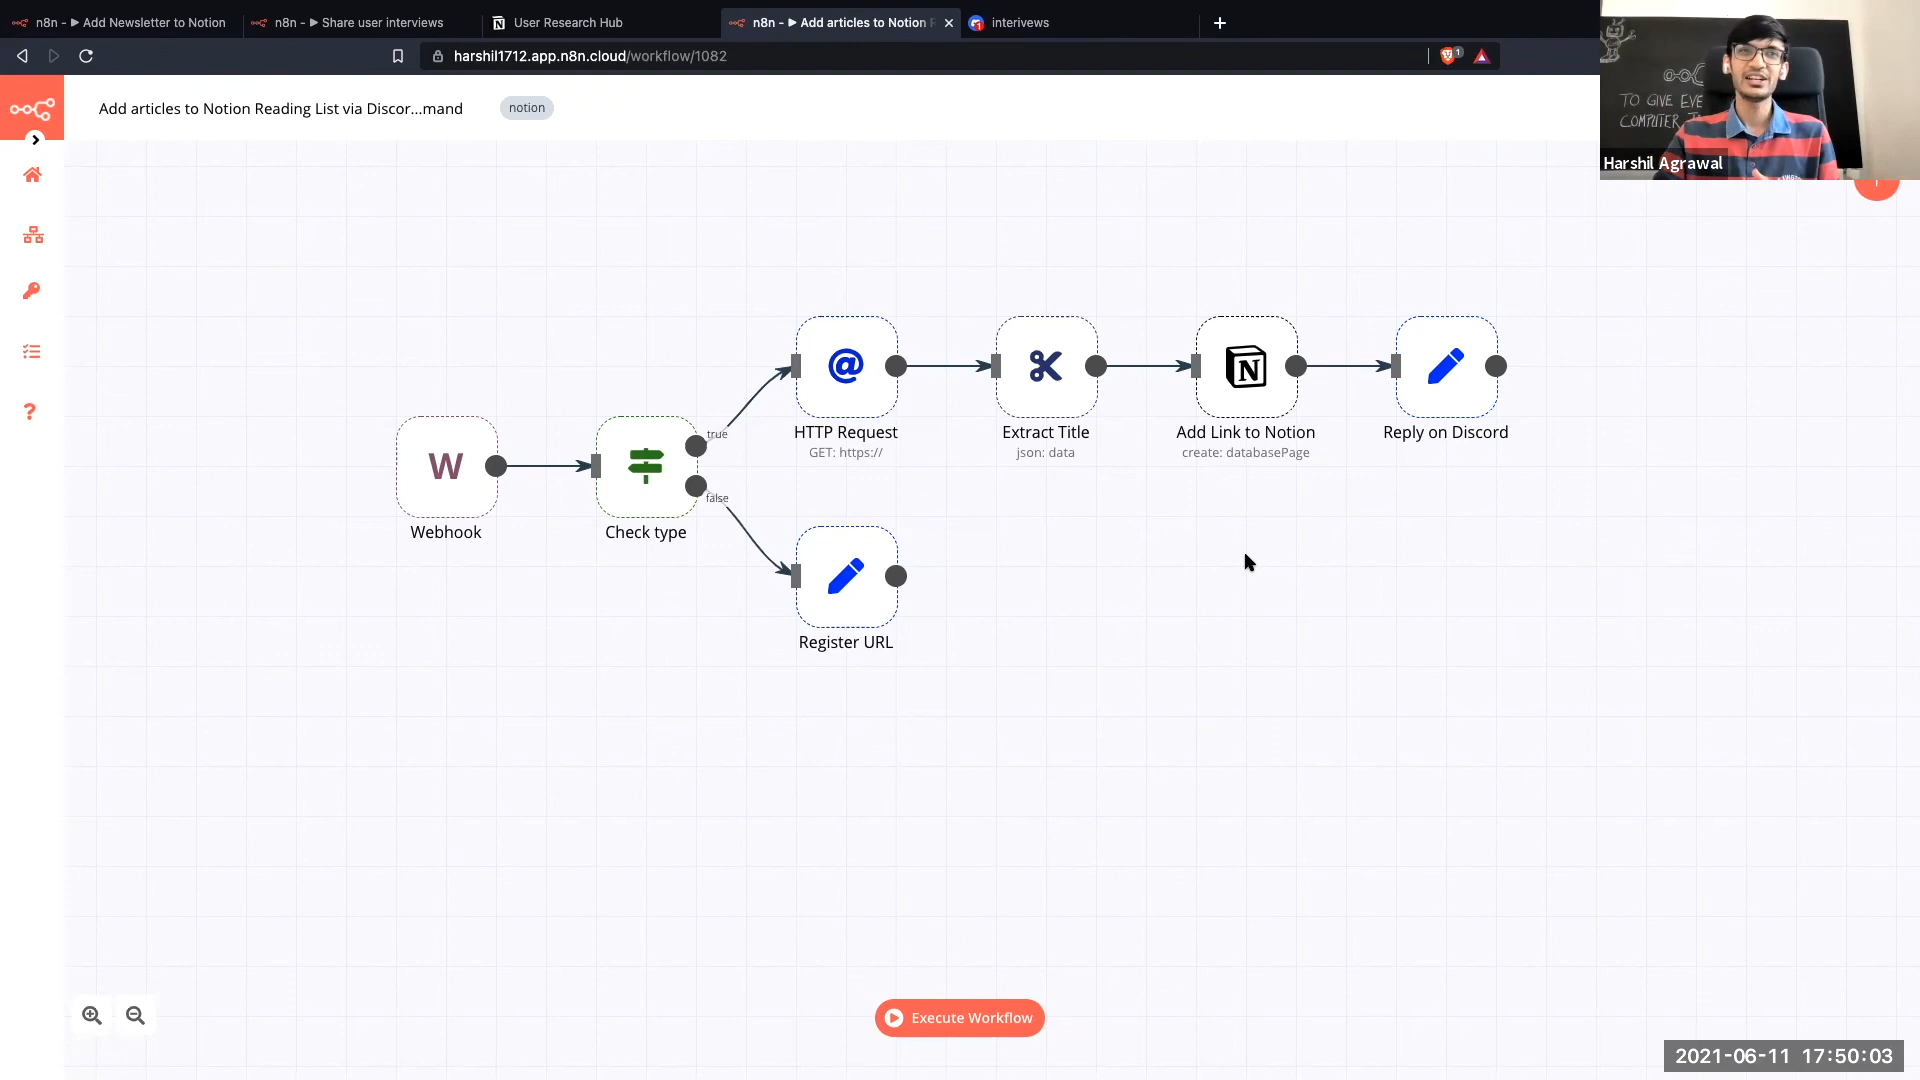 n8n - ▶ Add Newsletter to Notion
n8n - ▶ Share user interviews
User Research Hub
n8n - ▶ Add articles to Notion
interivews
harshil1712.app.n8n.cloud/workflow/1082
1
Add articles to Notion Reading List via Discor...mand
notion
TO GIVE EVE
COMPUTER
Harshil Agrawal
true
HTTP Request
GET: https://
Extract Title
json: data
N
Add Link to Notion
create: databasePage
Reply on Discord
W
Webhook
Check type
false
Register URL
Execute Workflow
2021-06-11 17:50:03